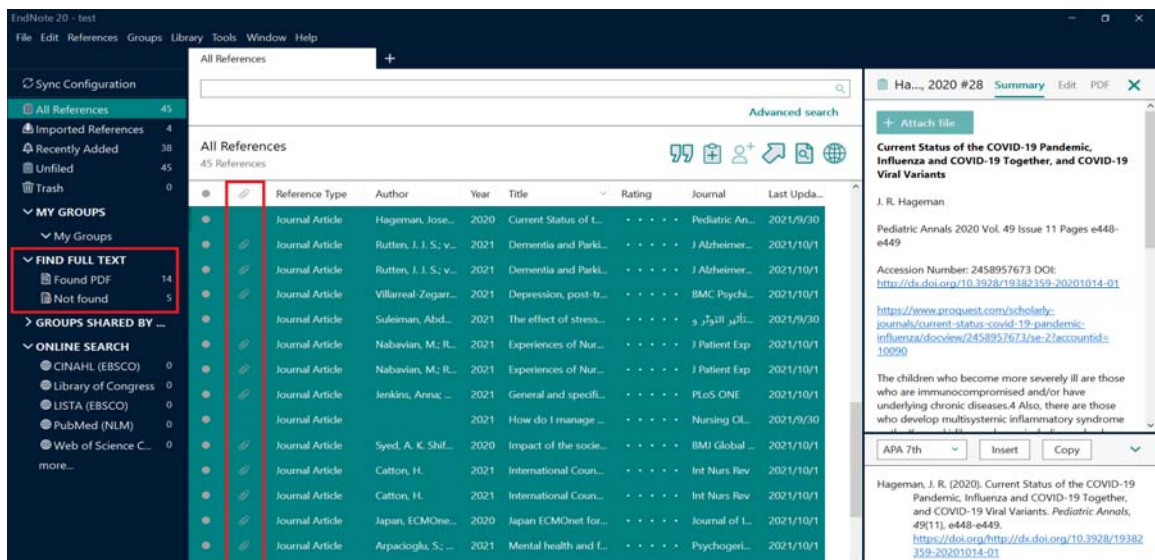 EndNote 20 - test
File Edit References Groups Library Tools Window Help
All References
Sync Configuration
All References 45
Imported References 4
Recently Added 38
Unfiled 45
Trash 0
MY GROUPS
My Groups
FIND FULL TEXT
Found PDF 14
Not found 5
GROUPS SHARED BY ...
ONLINE SEARCH
CINAHL (EBSCO) 0
Library of Congress 0
LISTA (EBSCO) 0
PubMed (NLM) 0
Web of Science C... 0
more...
Advanced search
All References
45 References
Reference Type Author Year Title Rating Journal Last Upda...
Journal Article Hageman, Jose... 2020 Current Status of t... Pediatric An... 2021/9/30
Journal Article Rutten, J. J. S.; v... 2021 Dementia and Parki... J Alzheimer... 2021/10/1
Journal Article Rutten, J. J. S.; v... 2021 Dementia and Parki... J Alzheimer... 2021/10/1
Journal Article Villarreal-Zegarr... 2021 Depression, post-tr... BMC Psychi... 2021/10/1
Journal Article Suleiman, Abd... 2021 The effect of stress... تأثير التوتّر و... 2021/9/30
Journal Article Nabavian, M.; R... 2021 Experiences of Nur... J Patient Exp 2021/10/1
Journal Article Nabavian, M.; R... 2021 Experiences of Nur... J Patient Exp 2021/10/1
Journal Article Jenkins, Anna; ... 2021 General and specifi... PLoS ONE 2021/10/1
Journal Article 2021 How do I manage ... Nursing Ol... 2021/9/30
Journal Article Syed, A. K. Shif... 2020 Impact of the socie... BMJ Global ... 2021/10/1
Journal Article Catton, H. 2021 International Coun... Int Nurs Rev 2021/10/1
Journal Article Catton, H. 2021 International Coun... Int Nurs Rev 2021/10/1
Journal Article Japan, ECMOne... 2020 Japan ECMOnet for... Journal of I... 2021/10/1
Journal Article Arpacioglu, S.; ... 2021 Mental health and f... Psychogeri... 2021/10/1
Ha..., 2020 #28 Summary Edit PDF
+ Attach file
Current Status of the COVID-19 Pandemic,
Influenza and COVID-19 Together, and COVID-19
Viral Variants
J. R. Hageman
Pediatric Annals 2020 Vol. 49 Issue 11 Pages e448-
e449
Accession Number: 2458957673 DOI:
http://dx.doi.org/10.3928/19382359-20201014-01
https://www.proquest.com/scholarly-
journals/current-status-covid-19-pandemic-
influenza/docview/2458957673/se-2?accountid=
10090
The children who become more severely ill are those
who are immunocompromised and/or have
underlying chronic diseases.4 Also, there are those
who develop multisystemic inflammatory syndrome
APA 7th Insert Copy
Hageman, J. R. (2020). Current Status of the COVID-19
Pandemic, Influenza and COVID-19 Together,
and COVID-19 Viral Variants. Pediatric Annals,
49(11), e448-e449.
https://doi.org/http://dx.doi.org/10.3928/19382
359-20201014-01